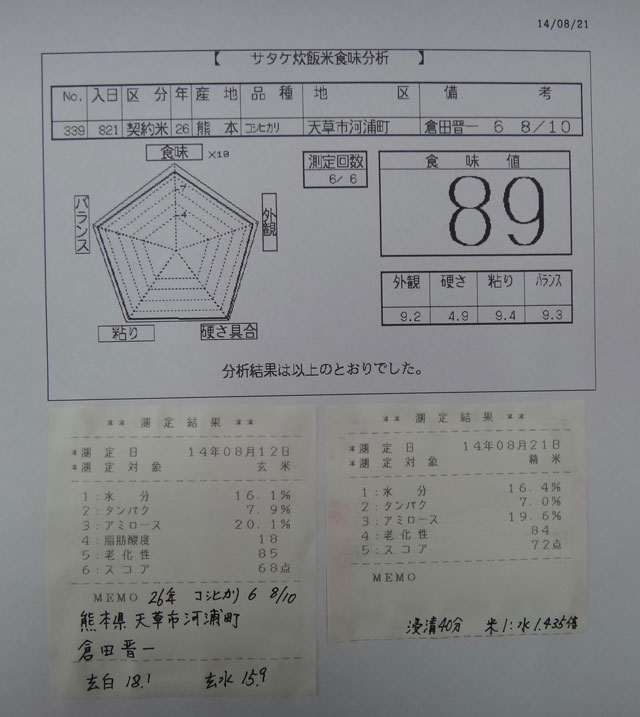 14/08/21
【 サタケ炊飯米食味分析 】
No. 入日 区分 年 産地 品種 地区 備考
339 821 契約米 26 熊本 コシヒカリ 天草市河浦町 倉田晋一 6 8/10
食味 ×10
バランス
外観
粘り
硬さ具合
測定回数
6/ 6
食味値
89
外観 硬さ 粘り バランス
9.2 4.9 9.4 9.3
分析結果は以上のとおりでした。
** 測定結果 **
*測定日 14年08月12日
*測定対象 玄米
1:水分 16.1%
2:タンパク 7.9%
3:アミロース 20.1%
4:脂肪酸度 18
5:老化性 85
6:スコア 68点
MEMO 26年 コシヒカリ 6 8/10
熊本県天草市河浦町
倉田晋一
玄白 18.1 玄水 15.9
** 測定結果 **
*測定日 14年08月21日
*測定対象 精米
1:水分 16.4%
2:タンパク 7.0%
3:アミロース 19.6%
4:老化性 84
5:スコア 72点
MEMO
浸漬40分 米1:水1.435倍